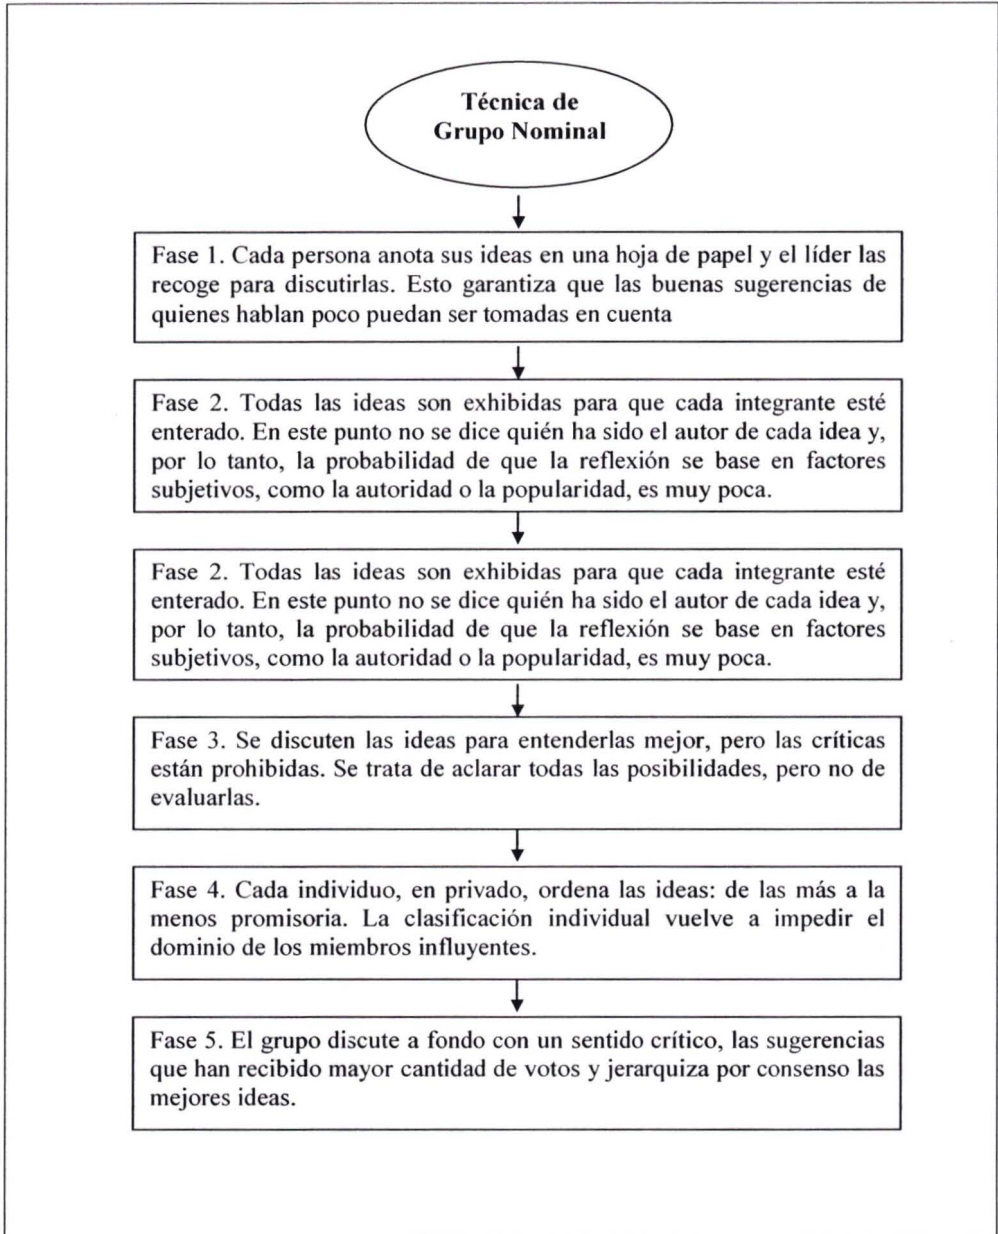 Técnica de
Grupo Nominal
Fase 1. Cada persona anota sus ideas en una hoja de papel y el líder las
recoge para discutirlas. Esto garantiza que las buenas sugerencias de
quienes hablan poco puedan ser tomadas en cuenta
Fase 2. Todas las ideas son exhibidas para que cada integrante esté
enterado. En este punto no se dice quién ha sido el autor de cada idea y,
por lo tanto, la probabilidad de que la reflexión se base en factores
subjetivos, como la autoridad o la popularidad, es muy poca.
Fase 2. Todas las ideas son exhibidas para que cada integrante esté
enterado. En este punto no se dice quién ha sido el autor de cada idea y,
por lo tanto, la probabilidad de que la reflexión se base en factores
subjetivos, como la autoridad o la popularidad, es muy poca.
Fase 3. Se discuten las ideas para entenderlas mejor, pero las críticas
están prohibidas. Se trata de aclarar todas las posibilidades, pero no de
evaluarlas.
Fase 4. Cada individuo, en privado, ordena las ideas: de las más a la
menos promisoria. La clasificación individual vuelve a impedir el
dominio de los miembros influyentes.
Fase 5. El grupo discute a fondo con un sentido crítico, las sugerencias
que han recibido mayor cantidad de votos y jerarquiza por consenso las
mejores ideas.